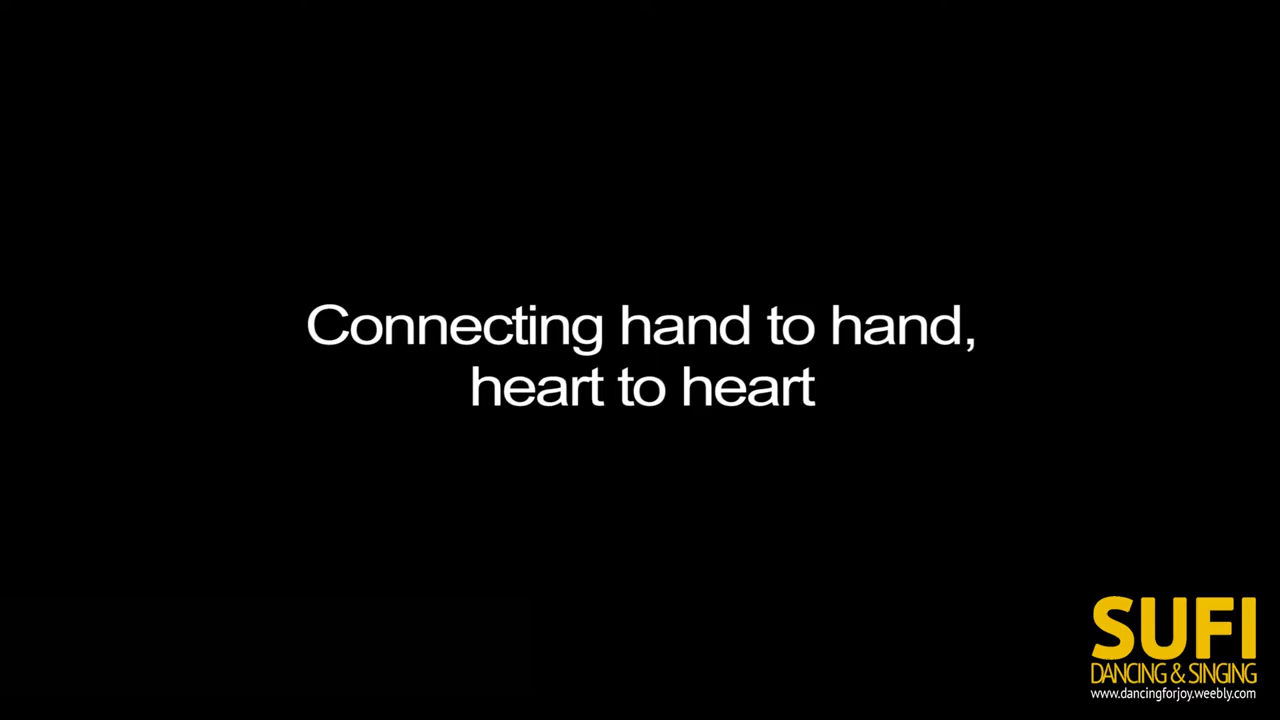 Connecting hand to hand,
heart to heart
SUFI
DANCING & SINGING
www.dancingforjoy.weebly.com